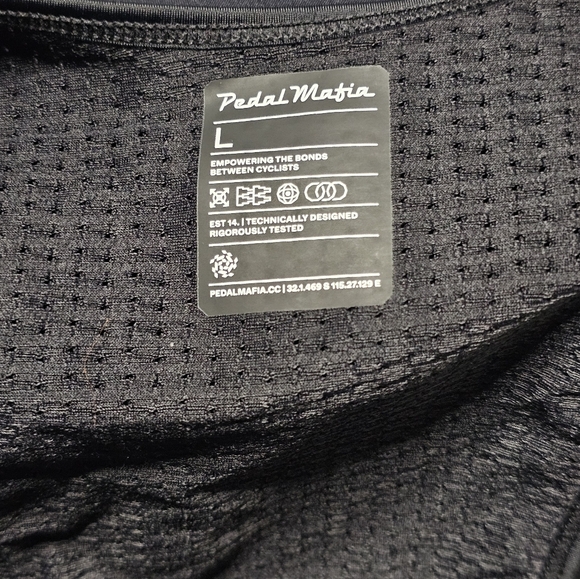 Pedal Mafia
L
EMPOWERING THE BONDS
BETWEEN CYCLISTS
EST 14. | TECHNICALLY DESIGNED
RIGOROUSLY TESTED
PEDALMAFIA.CC | 32.1.469 S 115.27.129 E